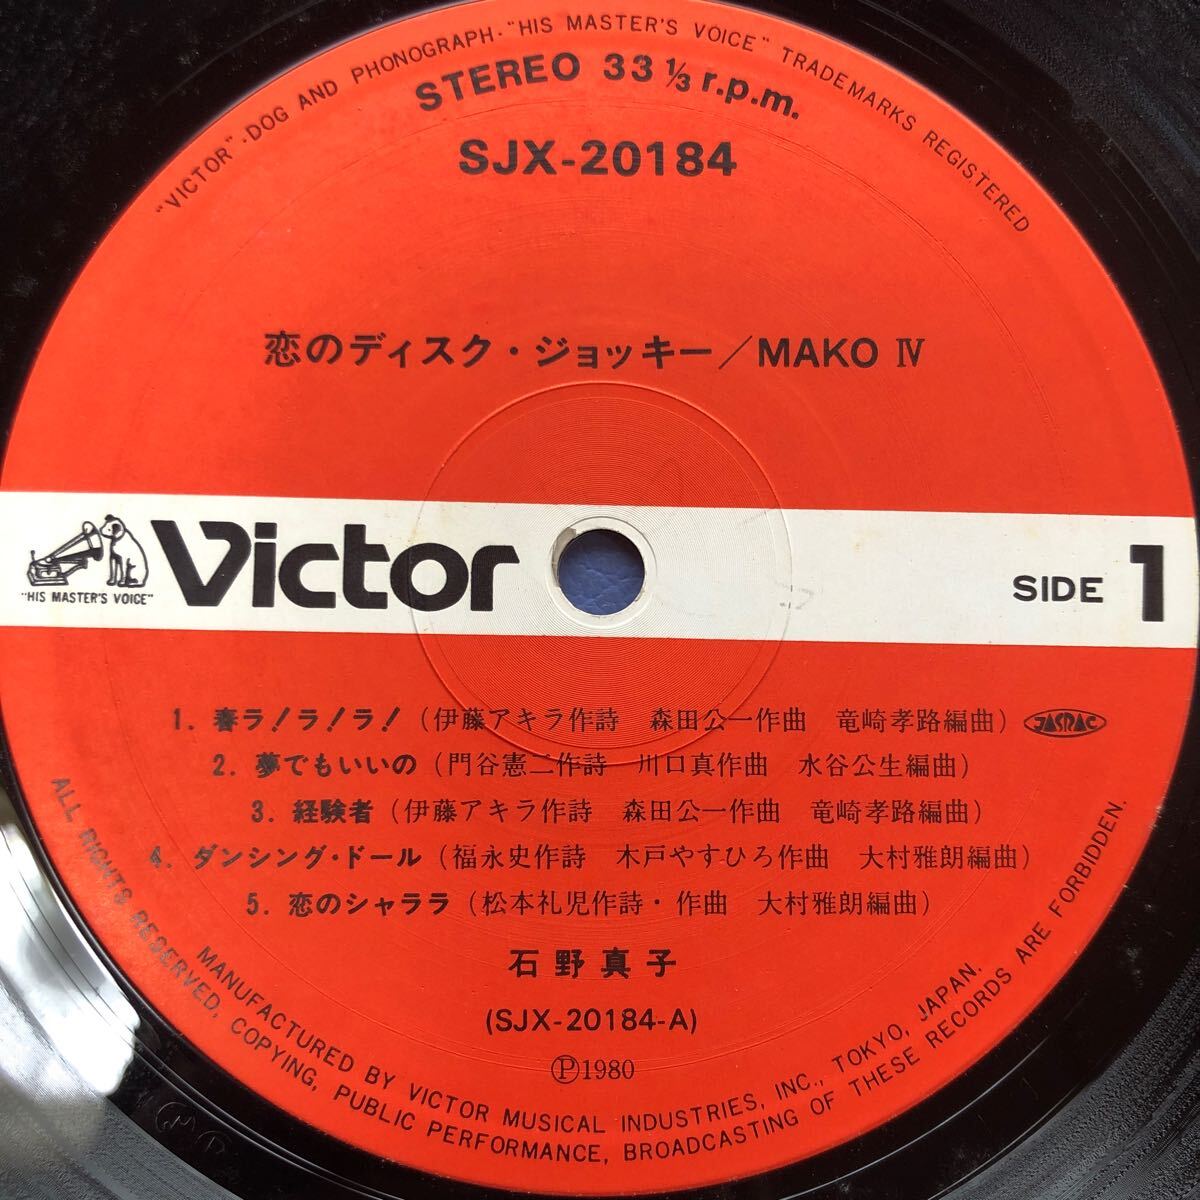 "VICTOR"・DOG AND PHONOGRAPH・"HIS MASTER'S VOICE" TRADEMARKS REGISTERED
STEREO 33 1/3 r.p.m.
SJX-20184
恋のディスク・ジョッキー／MAKO Ⅳ
"HIS MASTER'S VOICE"
Victor
SIDE 1
1. 春ラ！ラ！ラ！（伊藤アキラ作詩　森田公一作曲　竜崎孝路編曲） JASRAC
2. 夢でもいいの（門谷憲二作詩　川口真作曲　水谷公生編曲）
3. 経験者（伊藤アキラ作詩　森田公一作曲　竜崎孝路編曲）
4. ダンシング・ドール（福永史作詩　木戸やすひろ作曲　大村雅朗編曲）
5. 恋のシャララ（松本礼児作詩・作曲　大村雅朗編曲）
石野真子
(SJX-20184-A)
Ⓟ1980
MANUFACTURED BY VICTOR MUSICAL INDUSTRIES, INC., TOKYO, JAPAN.
ALL RIGHTS RESERVED, COPYING, PUBLIC PERFORMANCE, BROADCASTING OF THESE RECORDS ARE FORBIDDEN.